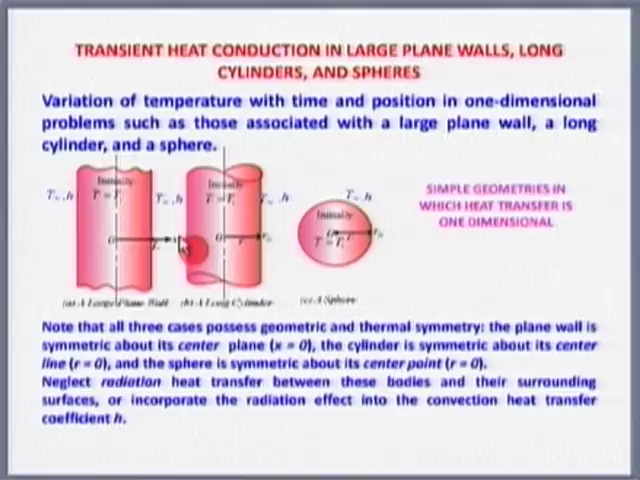 TRANSIENT HEAT CONDUCTION IN LARGE PLANE WALLS, LONG
CYLINDERS, AND SPHERES
Variation of temperature with time and position in one-dimensional
problems such as those associated with a large plane wall, a long
cylinder, and a sphere.
Initially Initially
T∞, h T = Tᵢ T∞, h T = Tᵢ T∞, h T∞, h
Initially
T = Tᵢ
SIMPLE GEOMETRIES IN
WHICH HEAT TRANSFER IS
ONE DIMENSIONAL
(a) A Large Plane Wall (b) A Long Cylinder (c) A Sphere
Note that all three cases possess geometric and thermal symmetry: the plane wall is
symmetric about its center plane (x = 0), the cylinder is symmetric about its center
line (r = 0), and the sphere is symmetric about its center point (r = 0).
Neglect radiation heat transfer between these bodies and their surrounding
surfaces, or incorporate the radiation effect into the convection heat transfer
coefficient h.